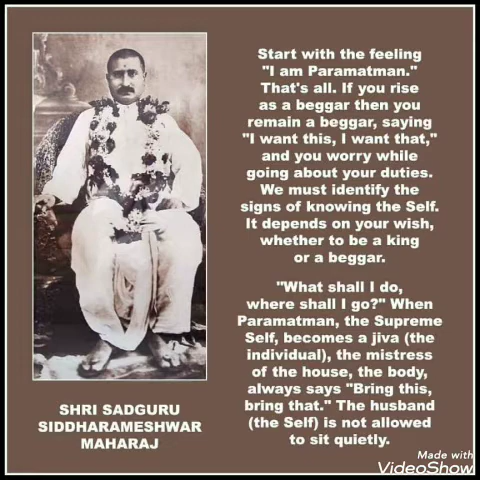 Start with the feeling
"I am Paramatman."
That's all. If you rise
as a beggar then you
remain a beggar, saying
"I want this, I want that,"
and you worry while
going about your duties.
We must identify the
signs of knowing the Self.
It depends on your wish,
whether to be a king
or a beggar.
"What shall I do,
where shall I go?" When
Paramatman, the Supreme
Self, becomes a jiva (the
individual), the mistress
of the house, the body,
always says "Bring this,
bring that." The husband
(the Self) is not allowed
to sit quietly.
SHRI SADGURU
SIDDHARAMESHWAR
MAHARAJ
Made with
VideoShow